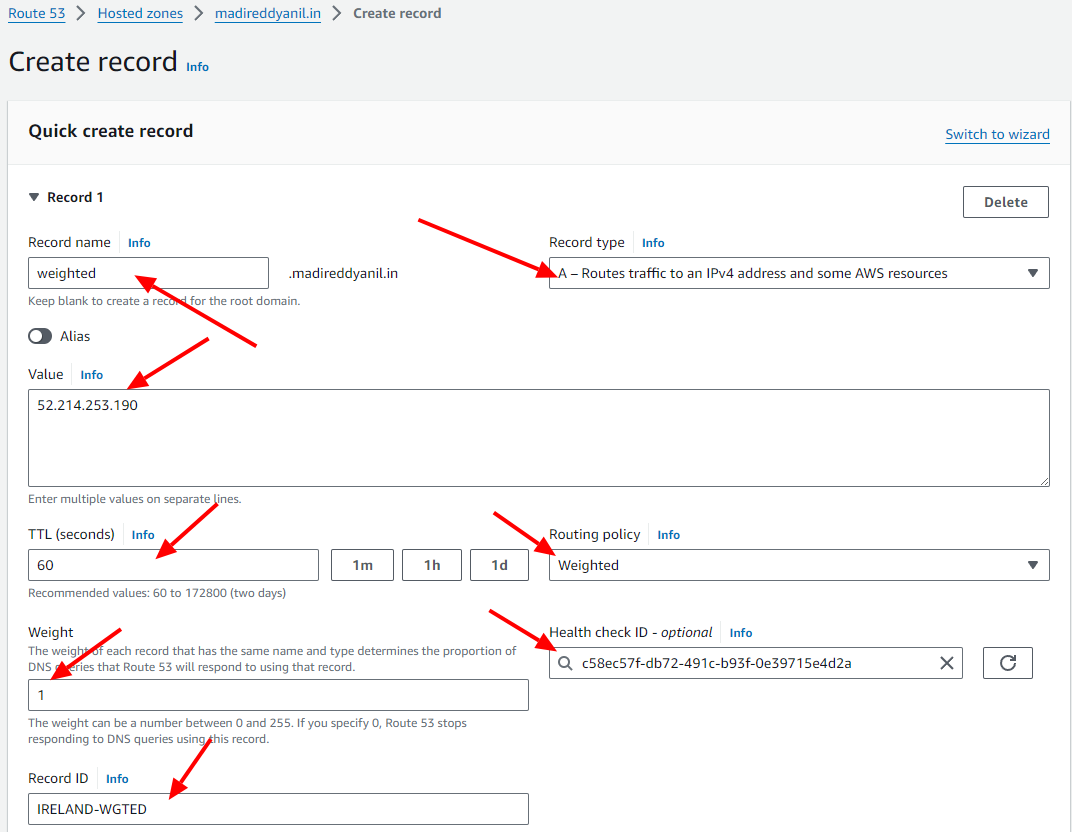 Route 53 > Hosted zones > madireddyanil.in > Create record
Create record Info
Quick create record
Switch to wizard
Record 1
Delete
Record name Info
Record type Info
weighted
.madireddyanil.in
A – Routes traffic to an IPv4 address and some AWS resources
Keep blank to create a record for the root domain.
Alias
Value Info
52.214.253.190
Enter multiple values on separate lines.
TTL (seconds) Info
Routing policy Info
60
1m
1h
1d
Weighted
Recommended values: 60 to 172800 (two days)
Weight
Health check ID - optional Info
The weight of each record that has the same name and type determines the proportion of
DNS queries that Route 53 will respond to using that record.
c58ec57f-db72-491c-b93f-0e39715e4d2a
1
The weight can be a number between 0 and 255. If you specify 0, Route 53 stops
responding to DNS queries using this record.
Record ID Info
IRELAND-WGTED